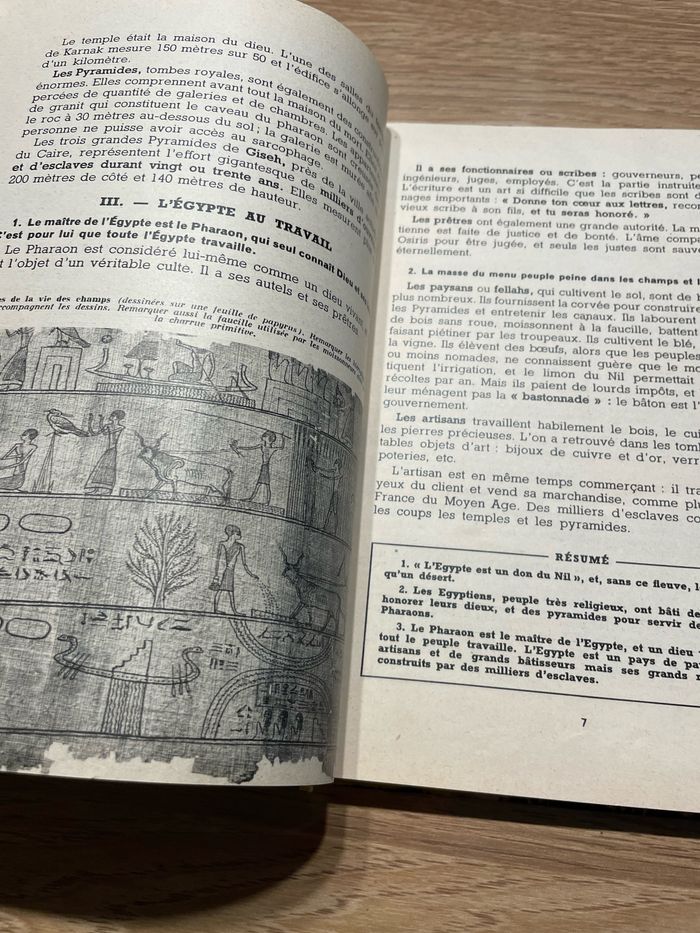 Le temple était la maison du dieu. L'une des salles du
de Karnak mesure 150 mètres sur 50 et l'édifice s'allonge
d'un kilomètre.
Les Pyramides, tombes royales, sont également des
énormes. Elles comprennent avant tout la maison du mort.
percées de quantité de galeries et de chambres. Les
de granit qui constituent le caveau du pharaon sont
le roc à 30 mètres au-dessous du sol ; la galerie est
personne ne puisse avoir accès au sarcophage est murée
Les trois grandes Pyramides de Giseh, près de la ville
du Caire, représentent l'effort gigantesque de milliers
et d'esclaves durant vingt ou trente ans. Elles mesurent
200 mètres de côté et 140 mètres de hauteur.
III. — L'ÉGYPTE AU TRAVAIL
1. Le maître de l'Égypte est le Pharaon, qui seul connaît Dieu et
C'est pour lui que toute l'Égypte travaille.
Le Pharaon est considéré lui-même comme un dieu vivant
l'objet d'un véritable culte. Il a ses autels et ses prêtres
de la vie des champs (dessinées sur une feuille de papyrus). Remarquer les
les dessins. Remarquer aussi la faucille utilisée par les
la charrue primitive.
Il a ses fonctionnaires ou scribes : gouverneurs,
ingénieurs, juges, employés. C'est la partie
L'écriture est un art si difficile que les scribes sont
nages importants : « Donne ton cœur aux lettres,
vieux scribe à son fils, et tu seras honoré. »
Les prêtres ont également une grande autorité. La
tienne est faite de justice et de bonté. L'âme
Osiris pour être jugée, et seuls les justes sont
éternellement.
2. La masse du menu peuple peine dans les champs et
Les paysans ou fellahs, qui cultivent le sol, sont de
plus nombreux. Ils fournissent la corvée pour
les Pyramides et entretenir les canaux. Ils labourent
de bois sans roue, moissonnent à la faucille, battent
faisant piétiner par les troupeaux. Ils cultivent le blé,
la vigne. Ils élèvent des bœufs, alors que les
ou moins nomades, ne connaissent guère que le
tiquent l'irrigation, et le limon du Nil
récoltes par an. Mais ils paient de lourds impôts, et
leur ménagent pas la « bastonnade » : le bâton est
gouvernement.
Les artisans travaillent habilement le bois, le
les pierres précieuses. L'on a retrouvé dans les
tables objets d'art : bijoux de cuivre et d'or,
poteries, etc.
L'artisan est en même temps commerçant : il
yeux du client et vend sa marchandise, comme
France du Moyen Age. Des milliers d'esclaves
les coups les temples et les pyramides.
RÉSUMÉ
1. « L'Egypte est un don du Nil », et, sans ce fleuve,
qu'un désert.
2. Les Egyptiens, peuple très religieux, ont bâti
honorer leurs dieux, et des pyramides pour servir de
Pharaons.
3. Le Pharaon est le maître de l'Egypte, et un dieu
tout le peuple travaille. L'Egypte est un pays de
artisans et de grands bâtisseurs mais ses grands
construits par des milliers d'esclaves.
7